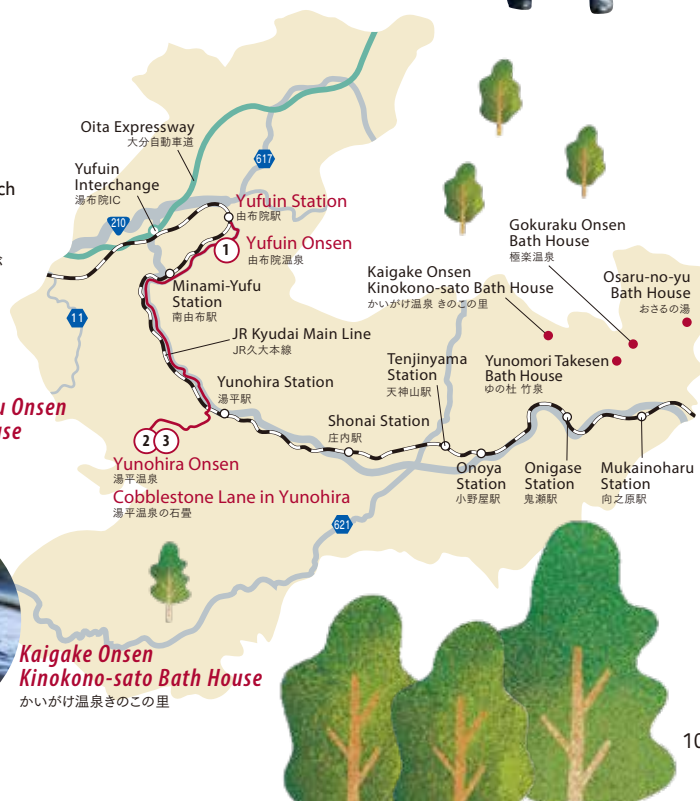 Oita Expressway
大分自動車道
617
ch
Yufuin
Interchange
湯布院IC
210
Yufuin Station
由布院駅
Gokuraku Onsen
Bath House
極楽温泉
1
Yufuin Onsen
由布院温泉
Kaigake Onsen
Kinokono-sato Bath House
かいがけ温泉 きのこの里
Osaru-no-yu
Bath House
おさるの湯
Minami-Yufu
Station
南由布駅
11
JR Kyudai Main Line
JR久大本線
Tenjinyama
Station
天神山駅
Yunomori Takesen
Bath House
ゆの杜 竹泉
Yunohira Station
湯平駅
u Onsen
use
Shonai Station
庄内駅
2 3
Yunohira Onsen
湯平温泉
Cobblestone Lane in Yunohira
湯平温泉の石畳
Onoya
Station
小野屋駅
Onigase
Station
鬼瀬駅
Mukainoharu
Station
向之原駅
621
Kaigake Onsen
Kinokono-sato Bath House
かいがけ温泉きのこの里
10